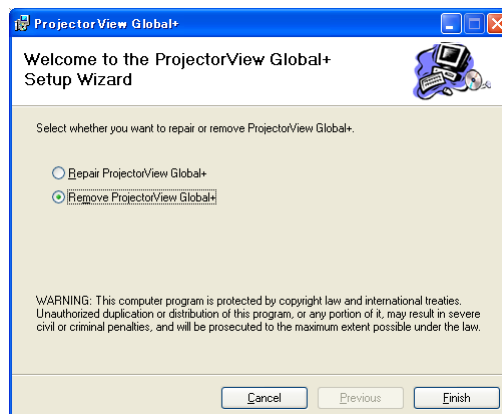 ProjectorView Global+
Welcome to the ProjectorView Global+
Setup Wizard
Select whether you want to repair or remove ProjectorView Global+.
Repair ProjectorView Global+
Remove ProjectorView Global+
WARNING: This computer program is protected by copyright law and international treaties.
Unauthorized duplication or distribution of this program, or any portion of it, may result in severe
civil or criminal penalties, and will be prosecuted to the maximum extent possible under the law.
Cancel
Previous
Finish